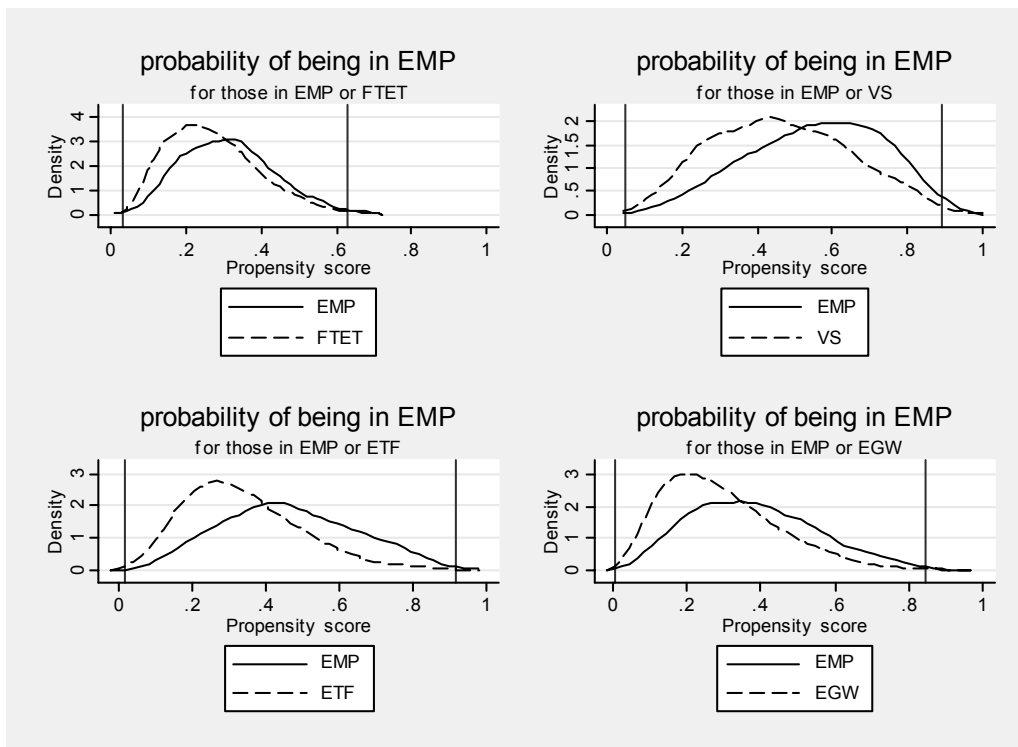 probability of being in EMP
for those in EMP or FTET
Density
0 1 2 3 4
0 .2 .4 .6 .8 1
Propensity score
EMP
FTET
probability of being in EMP
for those in EMP or VS
Density
0 .5 1 1.5 2
0 .2 .4 .6 .8 1
Propensity score
EMP
VS
probability of being in EMP
for those in EMP or ETF
Density
0 1 2 3
0 .2 .4 .6 .8 1
Propensity score
EMP
ETF
probability of being in EMP
for those in EMP or EGW
Density
0 1 2 3
0 .2 .4 .6 .8 1
Propensity score
EMP
EGW